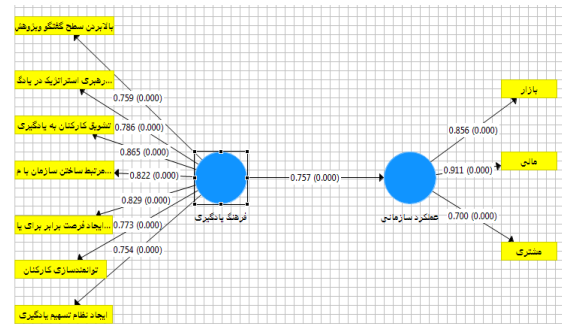 بالابردن سطح گفتگو وپژوهش
...رهبری استراتژیک در یادگ
تشویق کارکنان به یادگیری
...مرتبط ساختن سازمان با م
...ایجاد فرصت برابر برای یا
توانمندسازی کارکنان
ایجاد نظام تسهیم یادگیری
0.759 (0.000)
0.786 (0.000)
0.865 (0.000)
0.822 (0.000)
0.829 (0.000)
0.773 (0.000)
0.754 (0.000)
فرهنگ یادگیری
0.757 (0.000)
عملکرد سازمانی
0.856 (0.000)
0.911 (0.000)
0.700 (0.000)
بازار
مالی
مشتری